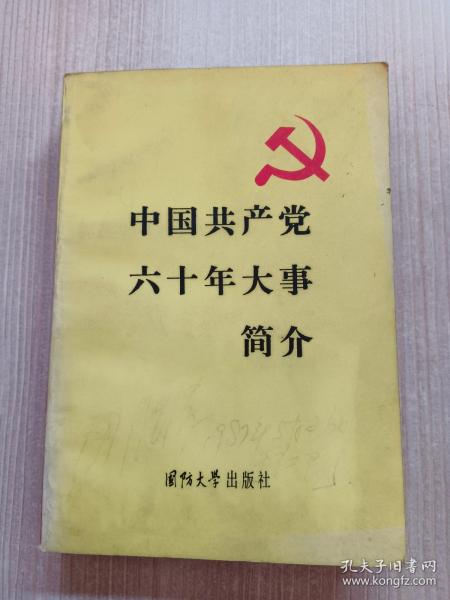 中国共产党
六十年大事
简介
国防大学出版社
孔夫子旧书网
www.kongfz.com